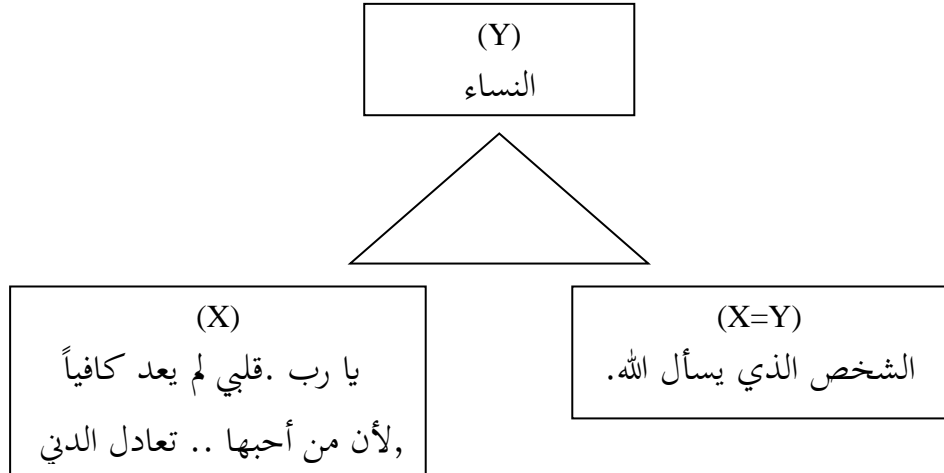 (Y)
النساء
(X)
يا رب .قلبي لم يعد كافياً
,لأن من أحبها .. تعادل الدني
(X=Y)
الشخص الذي يسأل الله.